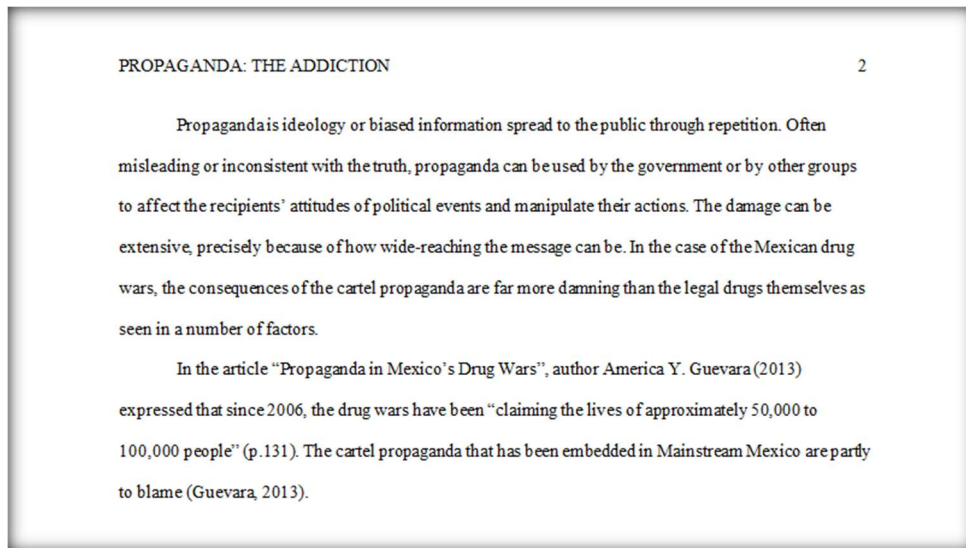 PROPAGANDA: THE ADDICTION 2
Propaganda is ideology or biased information spread to the public through repetition. Often
misleading or inconsistent with the truth, propaganda can be used by the government or by other groups
to affect the recipients’ attitudes of political events and manipulate their actions. The damage can be
extensive, precisely because of how wide-reaching the message can be. In the case of the Mexican drug
wars, the consequences of the cartel propaganda are far more damning than the legal drugs themselves as
seen in a number of factors.
In the article “Propaganda in Mexico’s Drug Wars”, author America Y. Guevara (2013)
expressed that since 2006, the drug wars have been “claiming the lives of approximately 50,000 to
100,000 people” (p.131). The cartel propaganda that has been embedded in Mainstream Mexico are partly
to blame (Guevara, 2013).